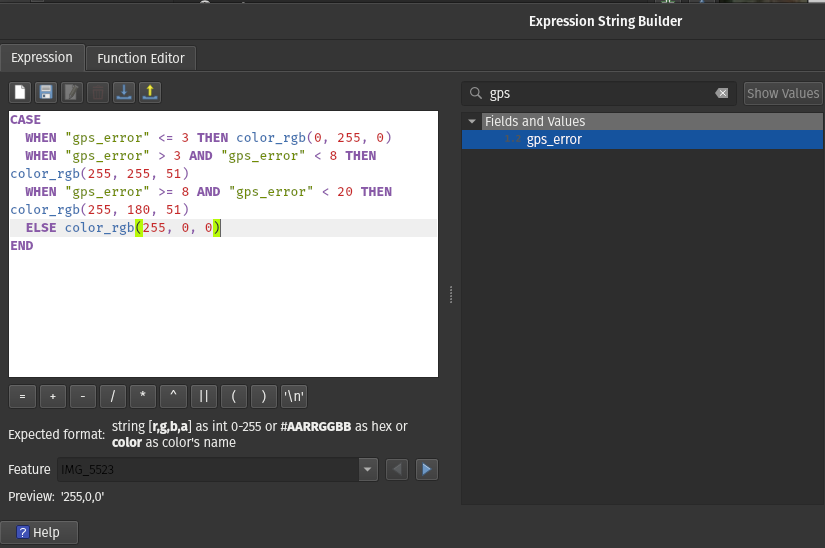 Expression String Builder
Expression
Function Editor
gps
Show Values
CASE
WHEN "gps_error" <= 3 THEN color_rgb(0, 255, 0)
WHEN "gps_error" > 3 AND "gps_error" < 8 THEN
color_rgb(255, 255, 51)
WHEN "gps_error" >= 8 AND "gps_error" < 20 THEN
color_rgb(255, 180, 51)
ELSE color_rgb(255, 0, 0)
END
Fields and Values
1.2 gps_error
= + - / * ^ || ( ) '\n'
Expected format: string [r,g,b,a] as int 0-255 or #AARRGGBB as hex or
color as color's name
Feature IMG_5523
Preview: '255,0,0'
? Help